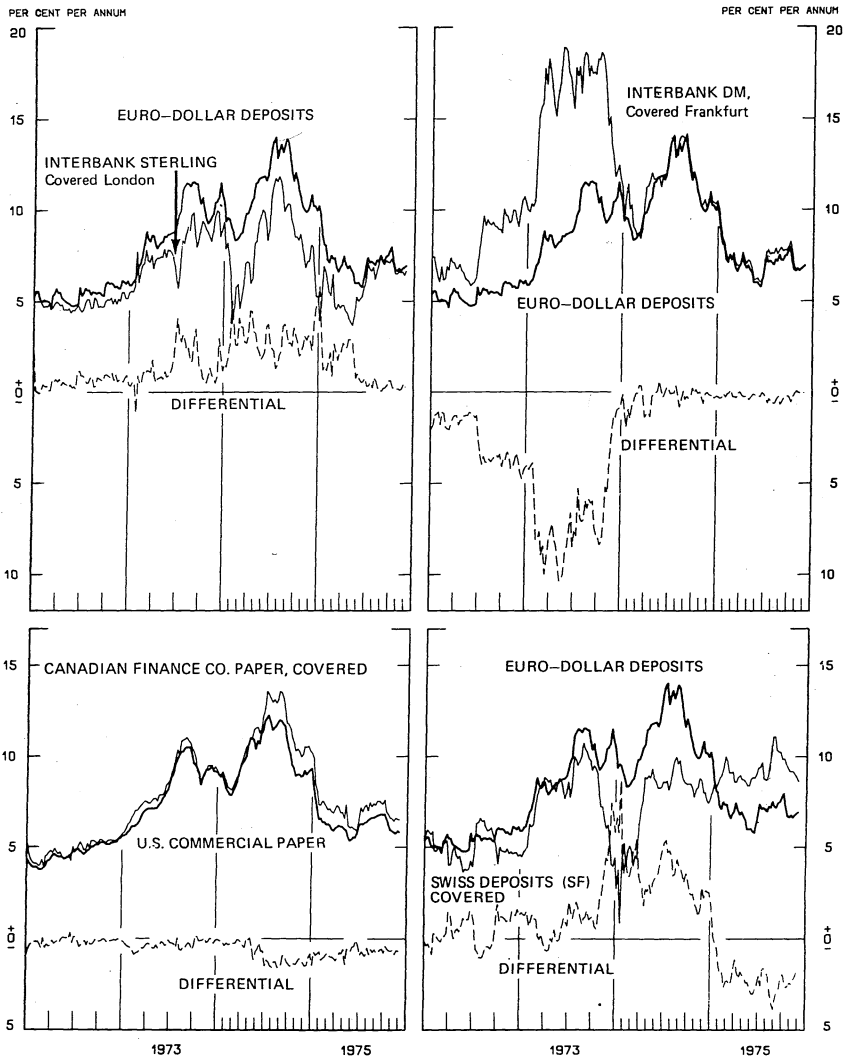 PER CENT PER ANNUM
PER CENT PER ANNUM
20
20
EURO-DOLLAR DEPOSITS
INTERBANK DM,
Covered Frankfurt
15
15
INTERBANK STERLING
Covered London
10
10
5
EURO-DOLLAR DEPOSITS
5
+
0
-
DIFFERENTIAL
+
0
-
DIFFERENTIAL
5
5
10
10
CANADIAN FINANCE CO. PAPER, COVERED
EURO-DOLLAR DEPOSITS
15
15
10
10
5
U.S. COMMERCIAL PAPER
5
SWISS DEPOSITS (SF)
COVERED
+
0
-
+
0
-
DIFFERENTIAL
DIFFERENTIAL
5
5
1973
1975
1973
1975